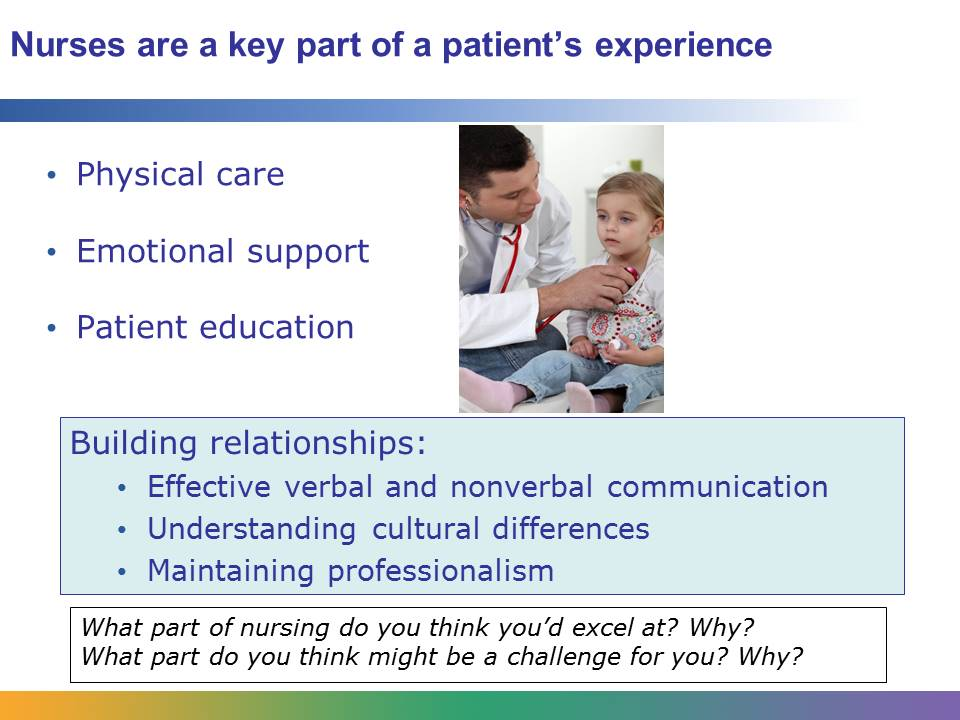 Nurses are a key part of a patient’s experience
• Physical care
• Emotional support
• Patient education
Building relationships:
• Effective verbal and nonverbal communication
• Understanding cultural differences
• Maintaining professionalism
What part of nursing do you think you’d excel at? Why?
What part do you think might be a challenge for you? Why?